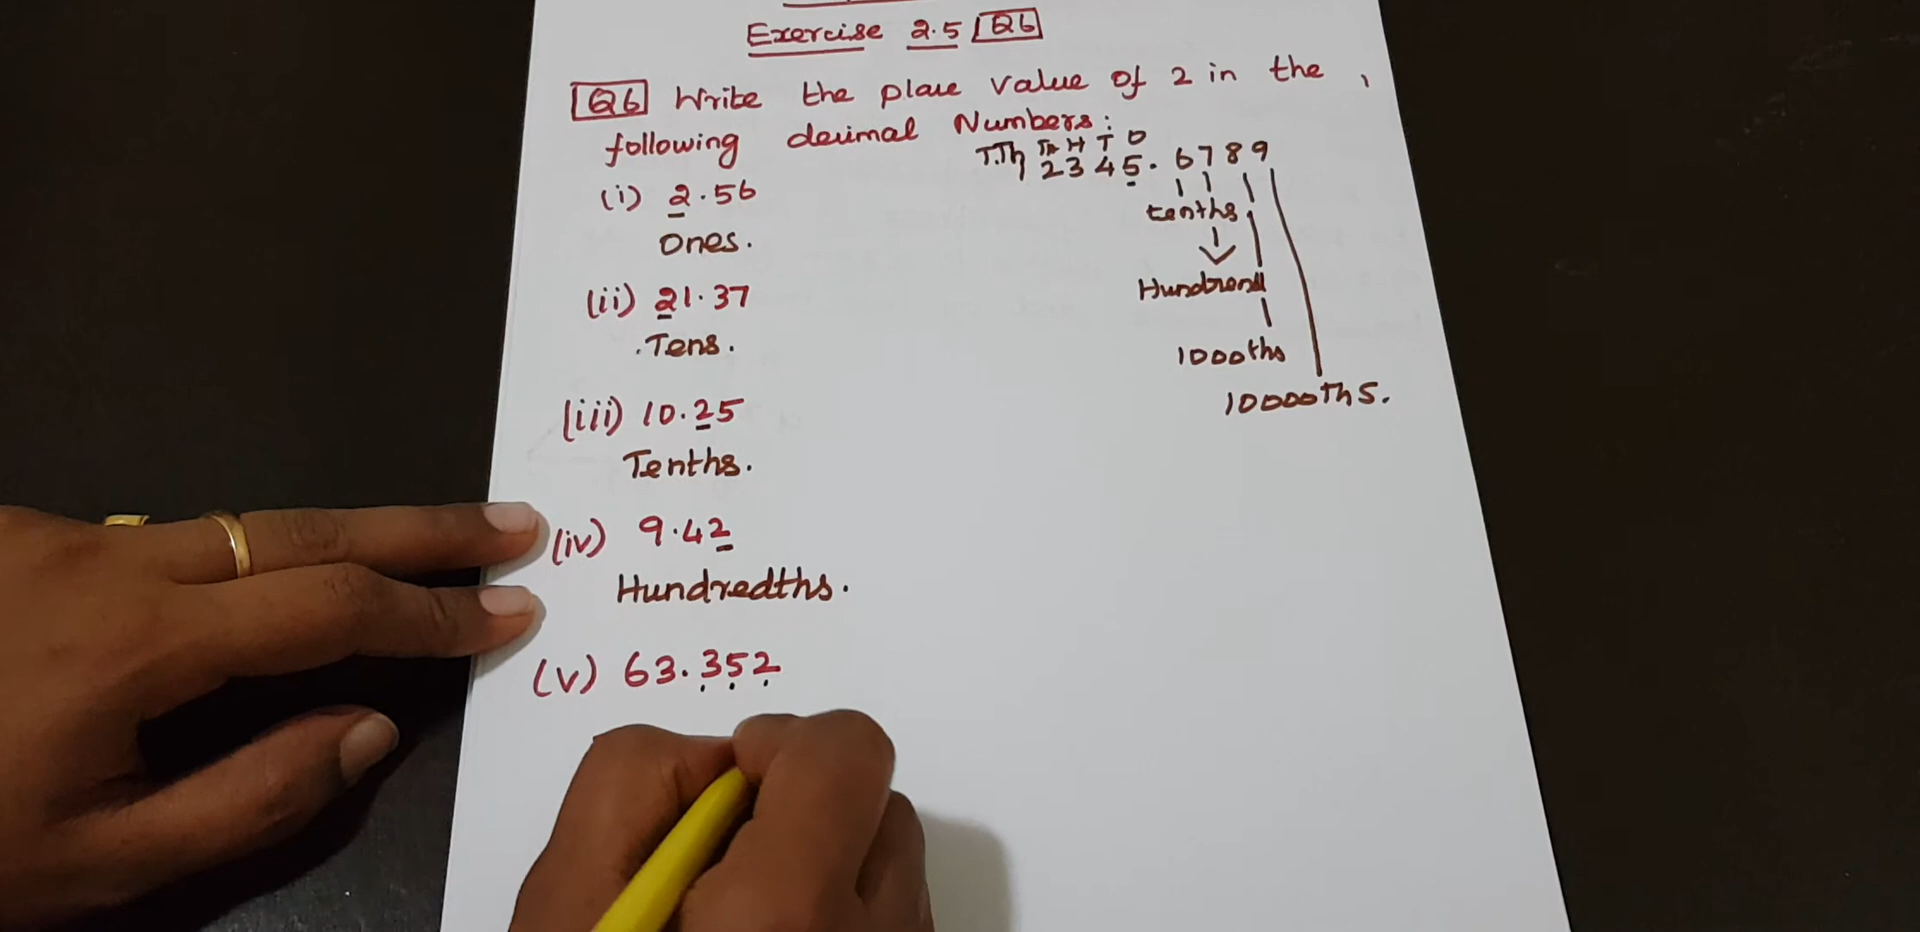 Exercise 2.5 Q6
Q6 Write the place value of 2 in the
following decimal Numbers:
T.Th Th H T O
2345.6789
tenths
1000ths
10000Ths.
(i) 2.56
Ones.
(ii) 21.37
Tens.
(iii) 10.25
Tenths.
(iv) 9.42
Hundredths.
(v) 63.352